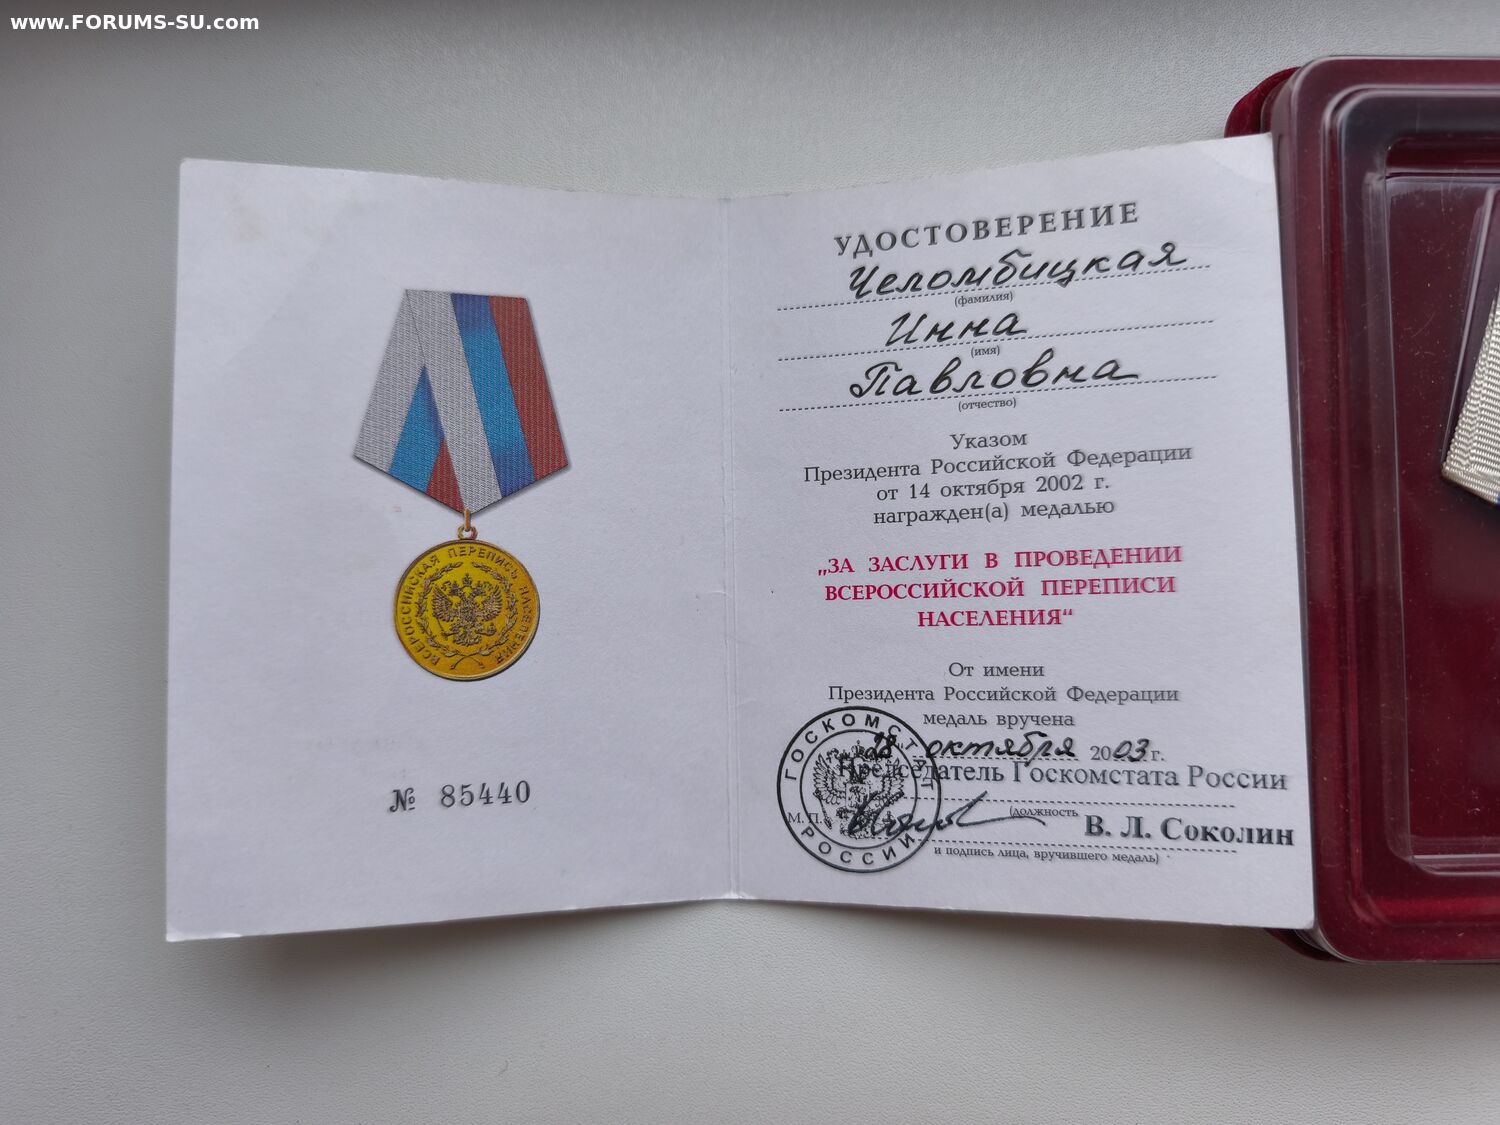 www.FORUMS-SU.com
ВСЕРОССИЙСКАЯ ПЕРЕПИСЬ НАСЕЛЕНИЯ
№ 85440
УДОСТОВЕРЕНИЕ
Челомбицкая
(фамилия)
Инна
(имя)
Павловна
(отчество)
Указом
Президента Российской Федерации
от 14 октября 2002 г.
награжден(а) медалью
„ЗА ЗАСЛУГИ В ПРОВЕДЕНИИ
ВСЕРОССИЙСКОЙ ПЕРЕПИСИ
НАСЕЛЕНИЯ“
От имени
Президента Российской Федерации
медаль вручена
28 октября 2003 г.
Председатель Госкомстата России
М. П.
(должность
В. Л. Соколин
и подпись лица, вручившего медаль)
ГОСКОМСТАТ
РОССИИ